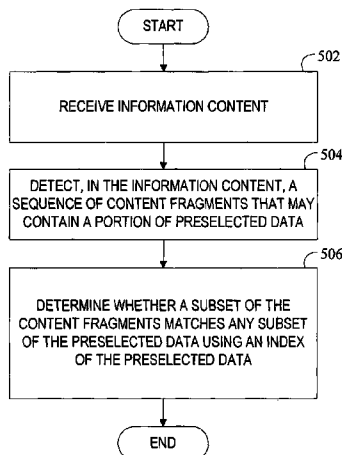 START
502
RECEIVE INFORMATION CONTENT
504
DETECT, IN THE INFORMATION CONTENT, A
SEQUENCE OF CONTENT FRAGMENTS THAT MAY
CONTAIN A PORTION OF PRESELECTED DATA
506
DETERMINE WHETHER A SUBSET OF THE
CONTENT FRAGMENTS MATCHES ANY SUBSET
OF THE PRESELECTED DATA USING AN INDEX
OF THE PRESELECTED DATA
END